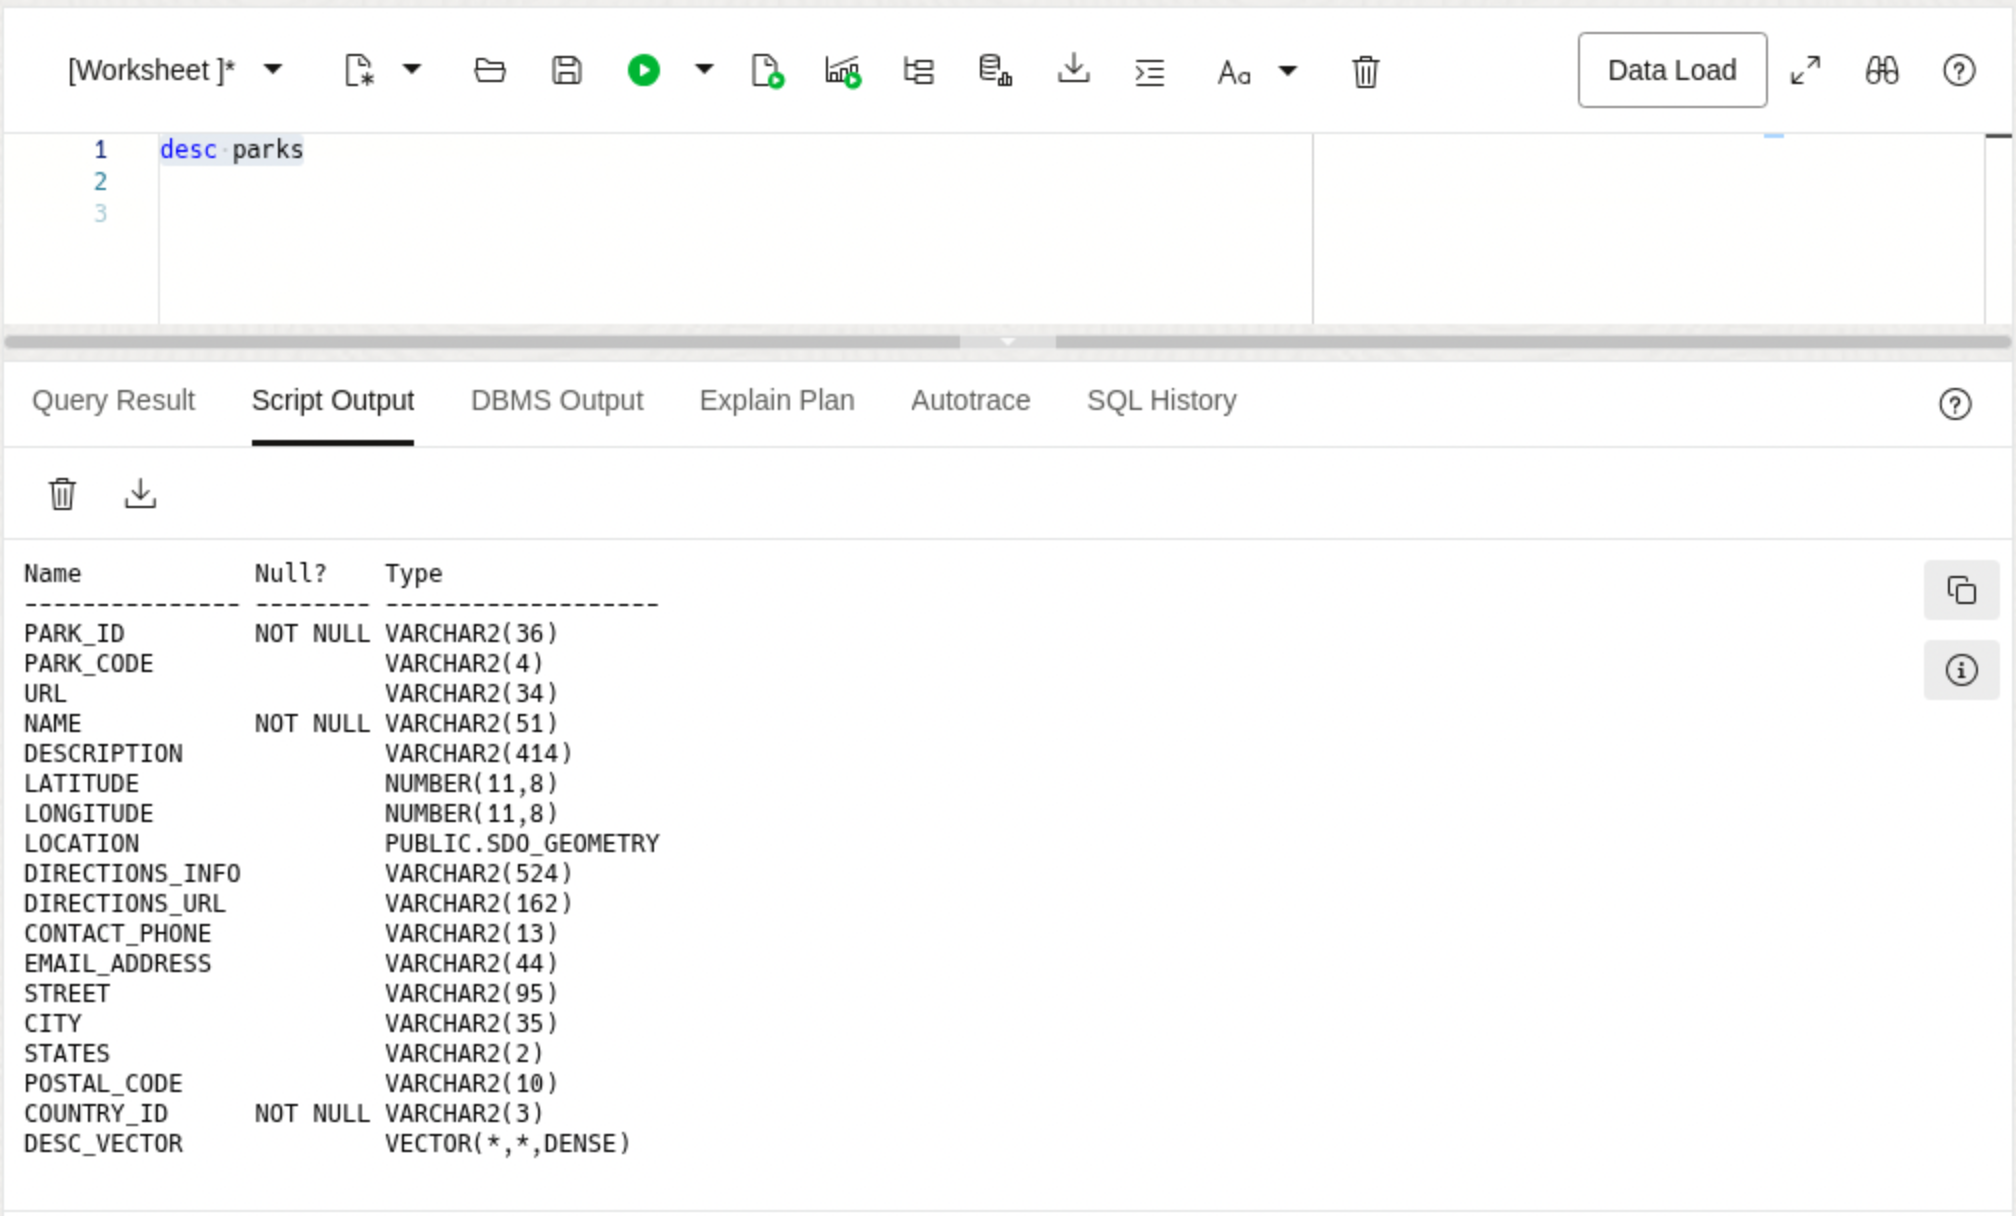 [Worksheet ]* Aa Data Load
1 desc parks
2
3
Query Result Script Output DBMS Output Explain Plan Autotrace SQL History
Name            Null?    Type
--------------- -------- -------------------
PARK_ID         NOT NULL VARCHAR2(36)
PARK_CODE                VARCHAR2(4)
URL                      VARCHAR2(34)
NAME            NOT NULL VARCHAR2(51)
DESCRIPTION              VARCHAR2(414)
LATITUDE                 NUMBER(11,8)
LONGITUDE                NUMBER(11,8)
LOCATION                 PUBLIC.SDO_GEOMETRY
DIRECTIONS_INFO          VARCHAR2(524)
DIRECTIONS_URL           VARCHAR2(162)
CONTACT_PHONE            VARCHAR2(13)
EMAIL_ADDRESS            VARCHAR2(44)
STREET                   VARCHAR2(95)
CITY                     VARCHAR2(35)
STATES                   VARCHAR2(2)
POSTAL_CODE              VARCHAR2(10)
COUNTRY_ID      NOT NULL VARCHAR2(3)
DESC_VECTOR              VECTOR(*,*,DENSE)